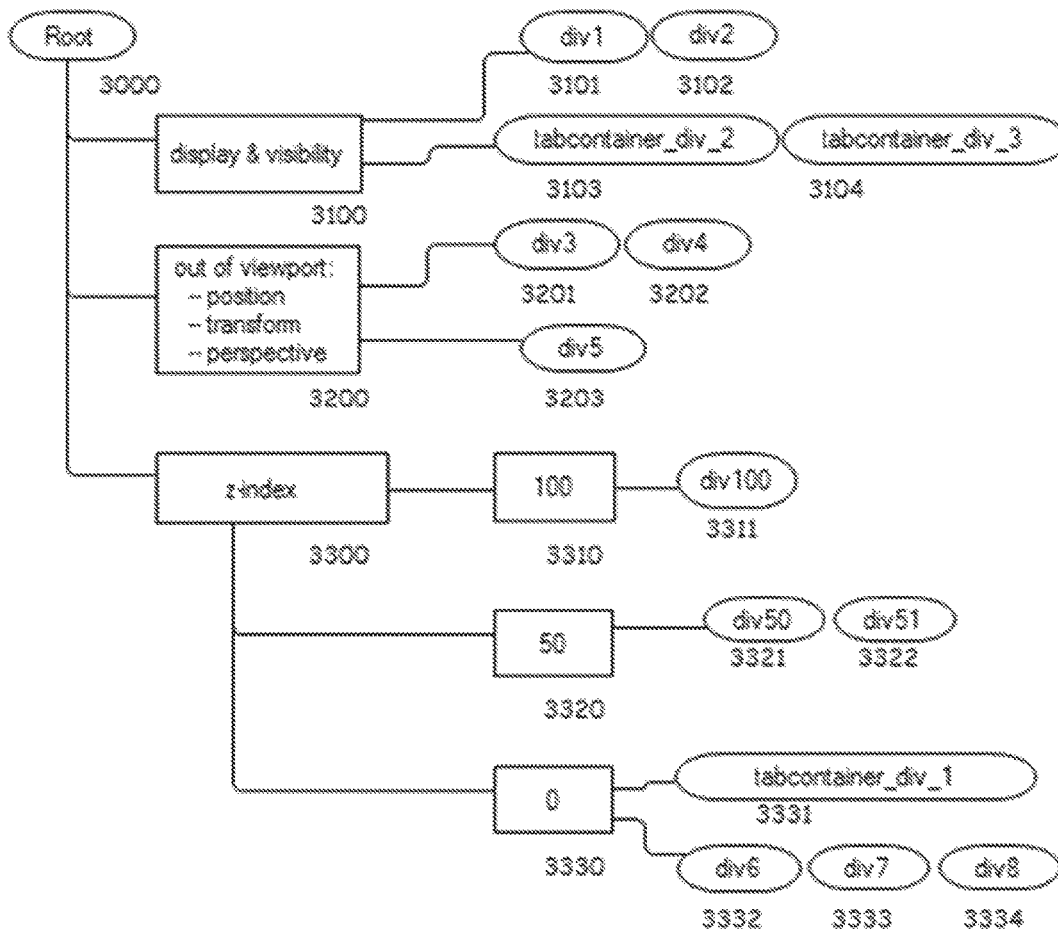 Root
div1 div2
3000
3101 3102
display & visibility
tabcontainer_div_2 tabcontainer_div_3
3100
3103 3104
out of viewport:
– position
– transform
– perspective
div3 div4
3201 3202
div5
3200
3203
z-index
100
div100
3300
3310
3311
50
div50 div51
3321 3322
3320
0
tabcontainer_div_1
3331
3330
div6 div7 div8
3332 3333 3334